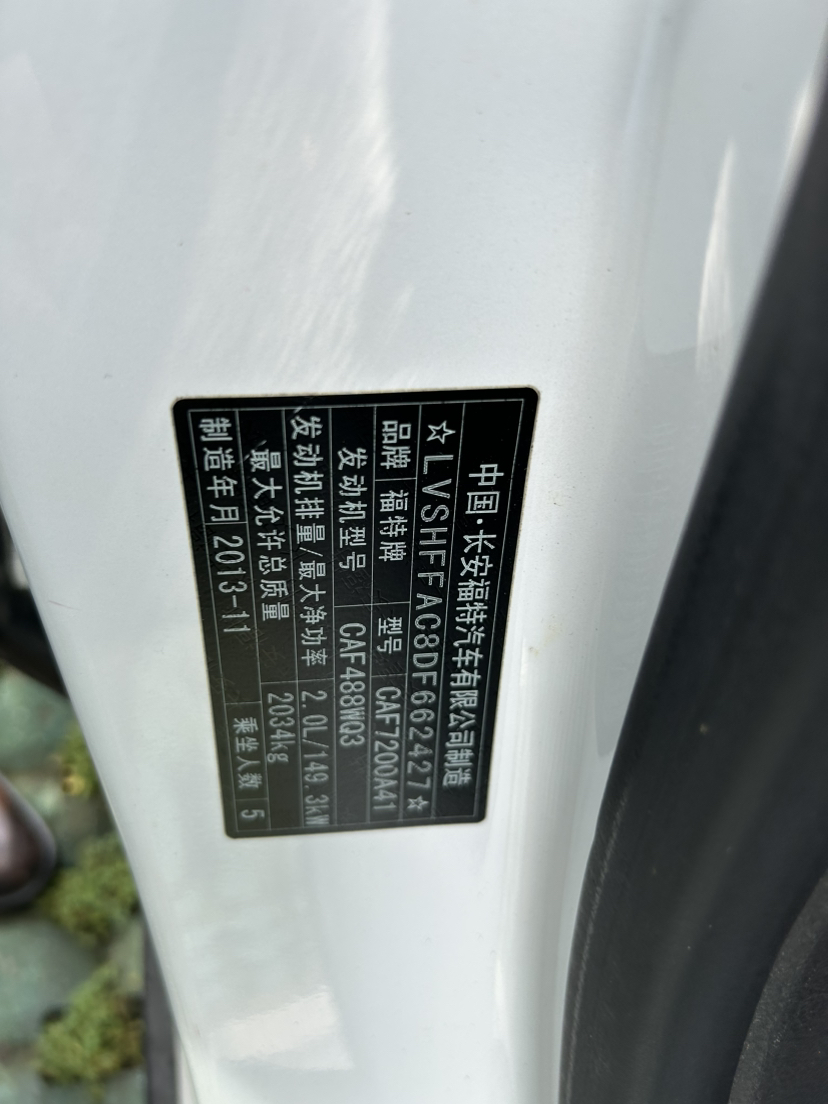 中国·长安福特汽车有限公司制造
☆LVSHFFAC8DF662427☆
品牌 福特牌 型号 CAF7200A41
发动机型号 CAF488WQ3
发动机排量/最大净功率 2.0L/149.3kW
最大允许总质量 2034kg
制造年月 2013-11 乘坐人数 5